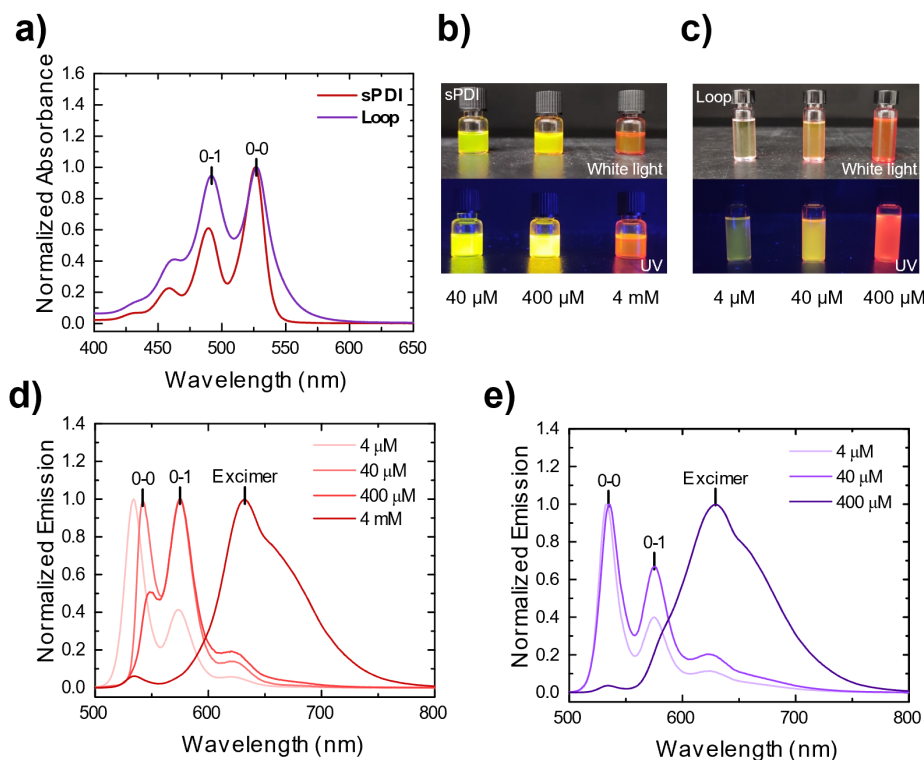 a)
Normalized Absorbance
1.6
1.4
1.2
1.0
0.8
0.6
0.4
0.2
0.0
sPDI
Loop
0-1
0-0
400 450 500 550 600 650
Wavelength (nm)
b)
sPDI
White light
UV
40 μM 400 μM 4 mM
c)
Loop
White light
UV
4 μM 40 μM 400 μM
d)
Normalized Emission
1.4
1.2
1.0
0.8
0.6
0.4
0.2
0.0
0-0
0-1
Excimer
4 μM
40 μM
400 μM
4 mM
500 600 700 800
Wavelength (nm)
e)
Normalized Emission
1.4
1.2
1.0
0.8
0.6
0.4
0.2
0.0
0-0
0-1
Excimer
4 μM
40 μM
400 μM
500 600 700 800
Wavelength (nm)